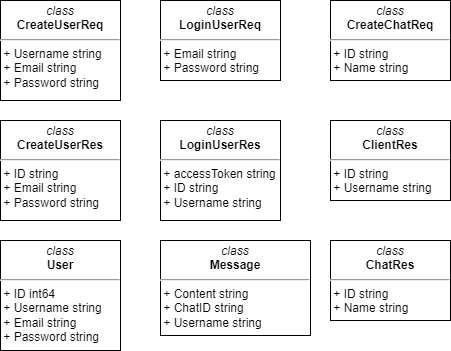 class
CreateUserReq
+ Username string
+ Email string
+ Password string
class
LoginUserReq
+ Email string
+ Password string
class
CreateChatReq
+ ID string
+ Name string
class
CreateUserRes
+ ID string
+ Email string
+ Password string
class
LoginUserRes
+ accessToken string
+ ID string
+ Username string
class
ClientRes
+ ID string
+ Username string
class
User
+ ID int64
+ Username string
+ Email string
+ Password string
class
Message
+ Content string
+ ChatID string
+ Username string
class
ChatRes
+ ID string
+ Name string